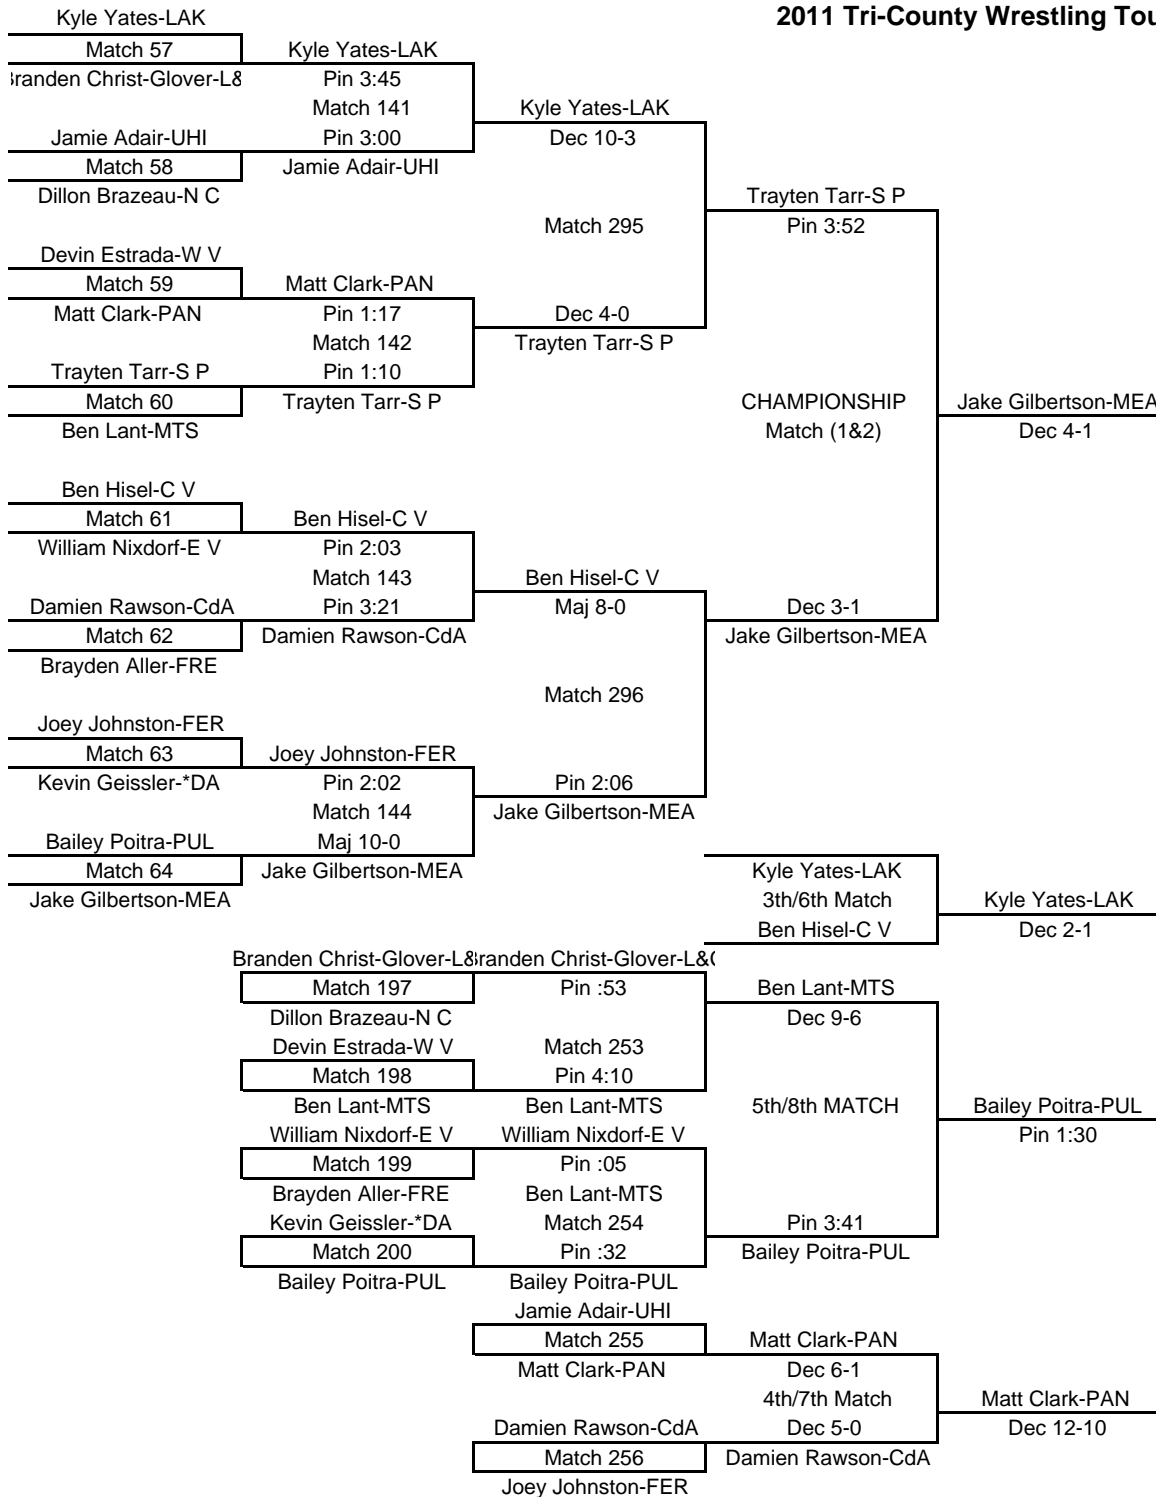 Kyle Yates-LAK
2011 Tri-County Wrestling Tou
Match 57 Kyle Yates-LAK
randen Christ-Glover-L& Pin 3:45
Match 141 Kyle Yates-LAK
Jamie Adair-UHI Pin 3:00 Dec 10-3
Match 58 Jamie Adair-UHI
Dillon Brazeau-N C Trayten Tarr-S P
Match 295 Pin 3:52
Devin Estrada-W V
Match 59 Matt Clark-PAN
Matt Clark-PAN Pin 1:17 Dec 4-0
Match 142 Trayten Tarr-S P
Trayten Tarr-S P Pin 1:10
Match 60 Trayten Tarr-S P CHAMPIONSHIP Jake Gilbertson-MEA
Ben Lant-MTS Match (1&2) Dec 4-1
Ben Hisel-C V
Match 61 Ben Hisel-C V
William Nixdorf-E V Pin 2:03
Match 143 Ben Hisel-C V
Damien Rawson-CdA Pin 3:21 Maj 8-0 Dec 3-1
Match 62 Damien Rawson-CdA Jake Gilbertson-MEA
Brayden Aller-FRE
Match 296
Joey Johnston-FER
Match 63 Joey Johnston-FER
Kevin Geissler-*DA Pin 2:02 Pin 2:06
Match 144 Jake Gilbertson-MEA
Bailey Poitra-PUL Maj 10-0
Match 64 Jake Gilbertson-MEA Kyle Yates-LAK
Jake Gilbertson-MEA 3th/6th Match Kyle Yates-LAK
Ben Hisel-C V Dec 2-1
Branden Christ-Glover-L& randen Christ-Glover-L&
Match 197 Pin :53 Ben Lant-MTS
Dillon Brazeau-N C Dec 9-6
Devin Estrada-W V Match 253
Match 198 Pin 4:10
Ben Lant-MTS Ben Lant-MTS 5th/8th MATCH Bailey Poitra-PUL
William Nixdorf-E V William Nixdorf-E V Pin 1:30
Match 199 Pin :05
Brayden Aller-FRE Ben Lant-MTS
Kevin Geissler-*DA Match 254 Pin 3:41
Match 200 Pin :32 Bailey Poitra-PUL
Bailey Poitra-PUL Bailey Poitra-PUL
Jamie Adair-UHI
Match 255 Matt Clark-PAN
Matt Clark-PAN Dec 6-1
4th/7th Match Matt Clark-PAN
Damien Rawson-CdA Dec 5-0 Dec 12-10
Match 256 Damien Rawson-CdA
Joey Johnston-FER